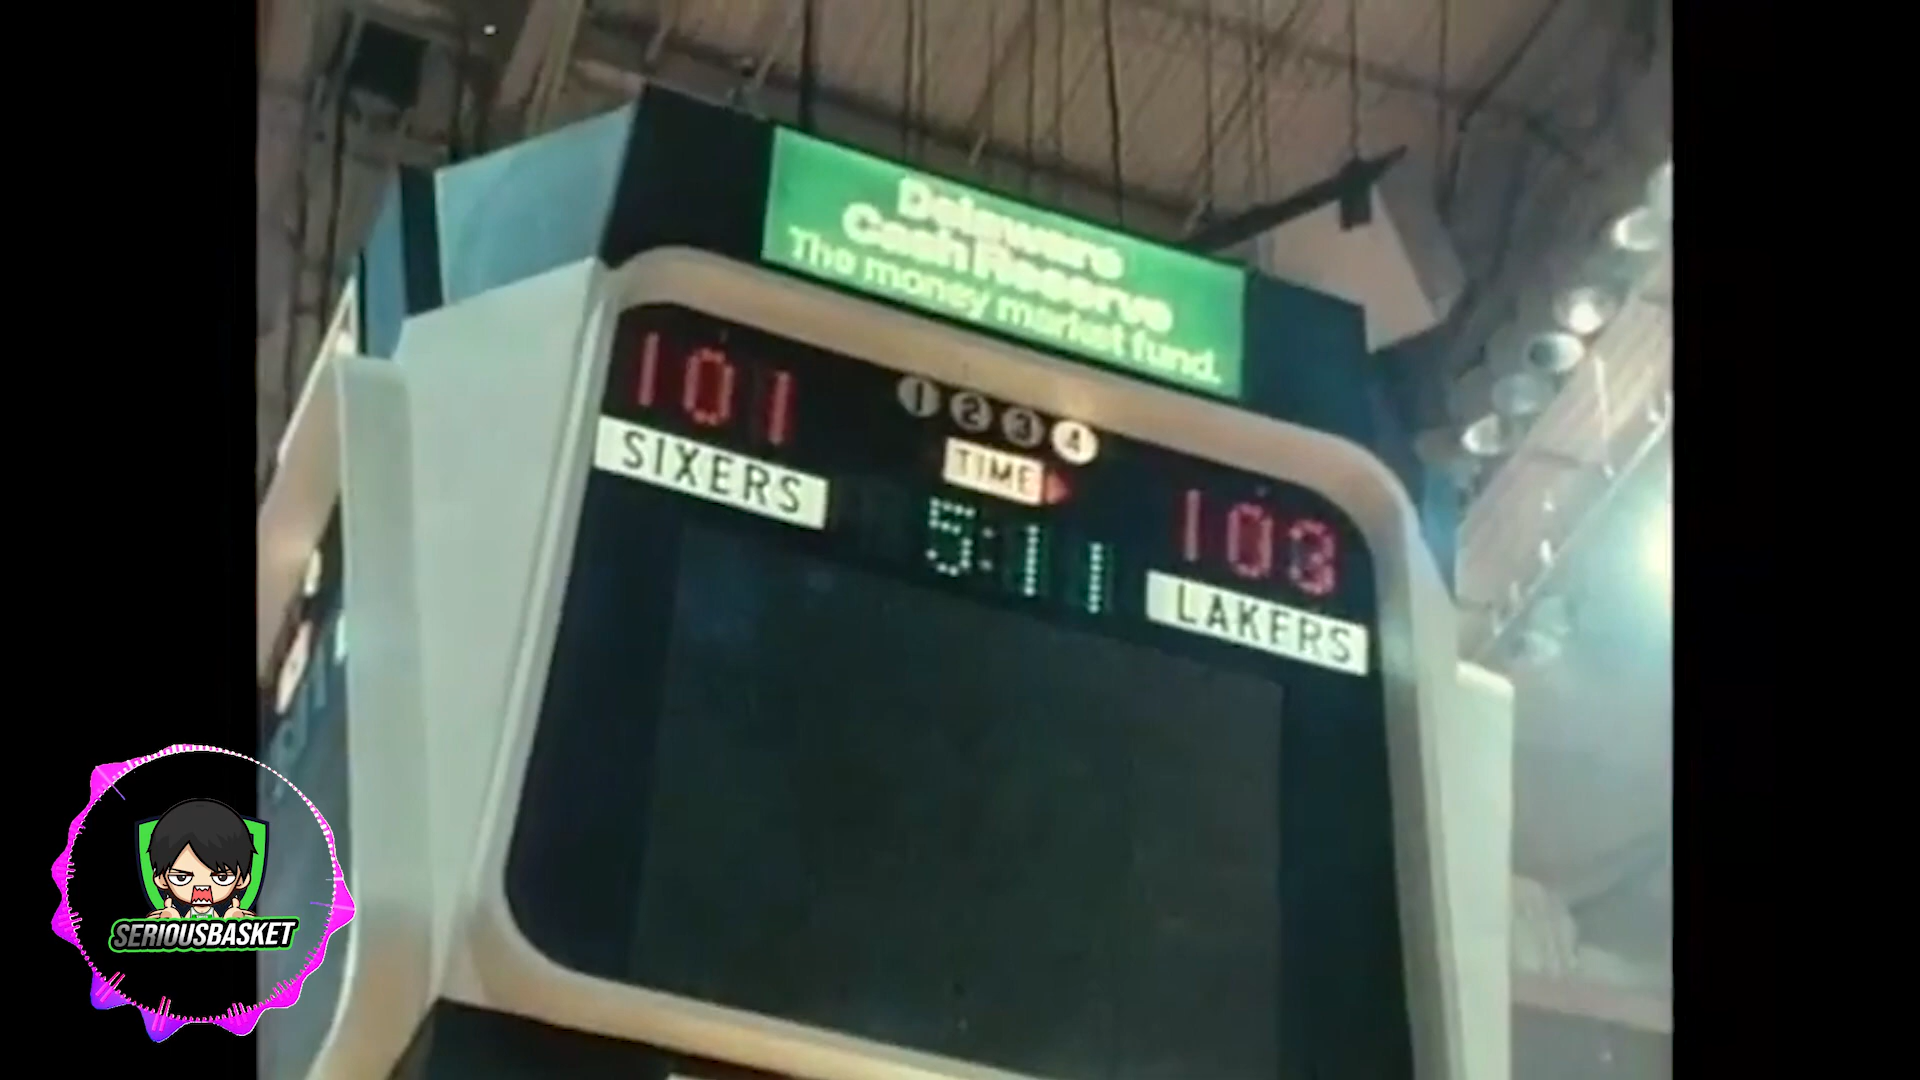 Delaware
Cash Reserve
The money market fund.
101
1 2 3 4
SIXERS
TIME
5:11
103
LAKERS
SERIOUSBASKET